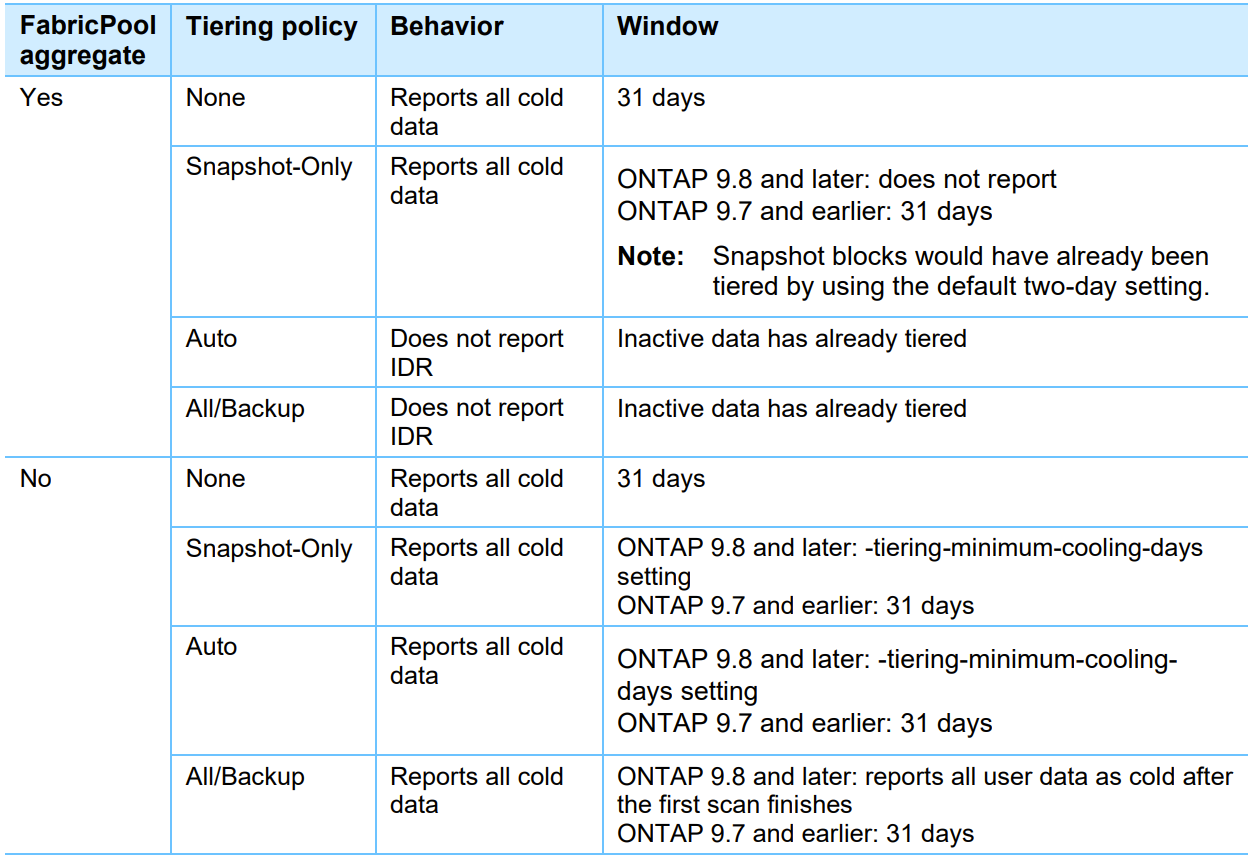 FabricPool aggregate | Tiering policy | Behavior | Window
Yes | None | Reports all cold data | 31 days
Snapshot-Only | Reports all cold data | ONTAP 9.8 and later: does not report
ONTAP 9.7 and earlier: 31 days
Note: Snapshot blocks would have already been
tiered by using the default two-day setting.
Auto | Does not report IDR | Inactive data has already tiered
All/Backup | Does not report IDR | Inactive data has already tiered
No | None | Reports all cold data | 31 days
Snapshot-Only | Reports all cold data | ONTAP 9.8 and later: -tiering-minimum-cooling-days
setting
ONTAP 9.7 and earlier: 31 days
Auto | Reports all cold data | ONTAP 9.8 and later: -tiering-minimum-cooling-
days setting
ONTAP 9.7 and earlier: 31 days
All/Backup | Reports all cold data | ONTAP 9.8 and later: reports all user data as cold after
the first scan finishes
ONTAP 9.7 and earlier: 31 days